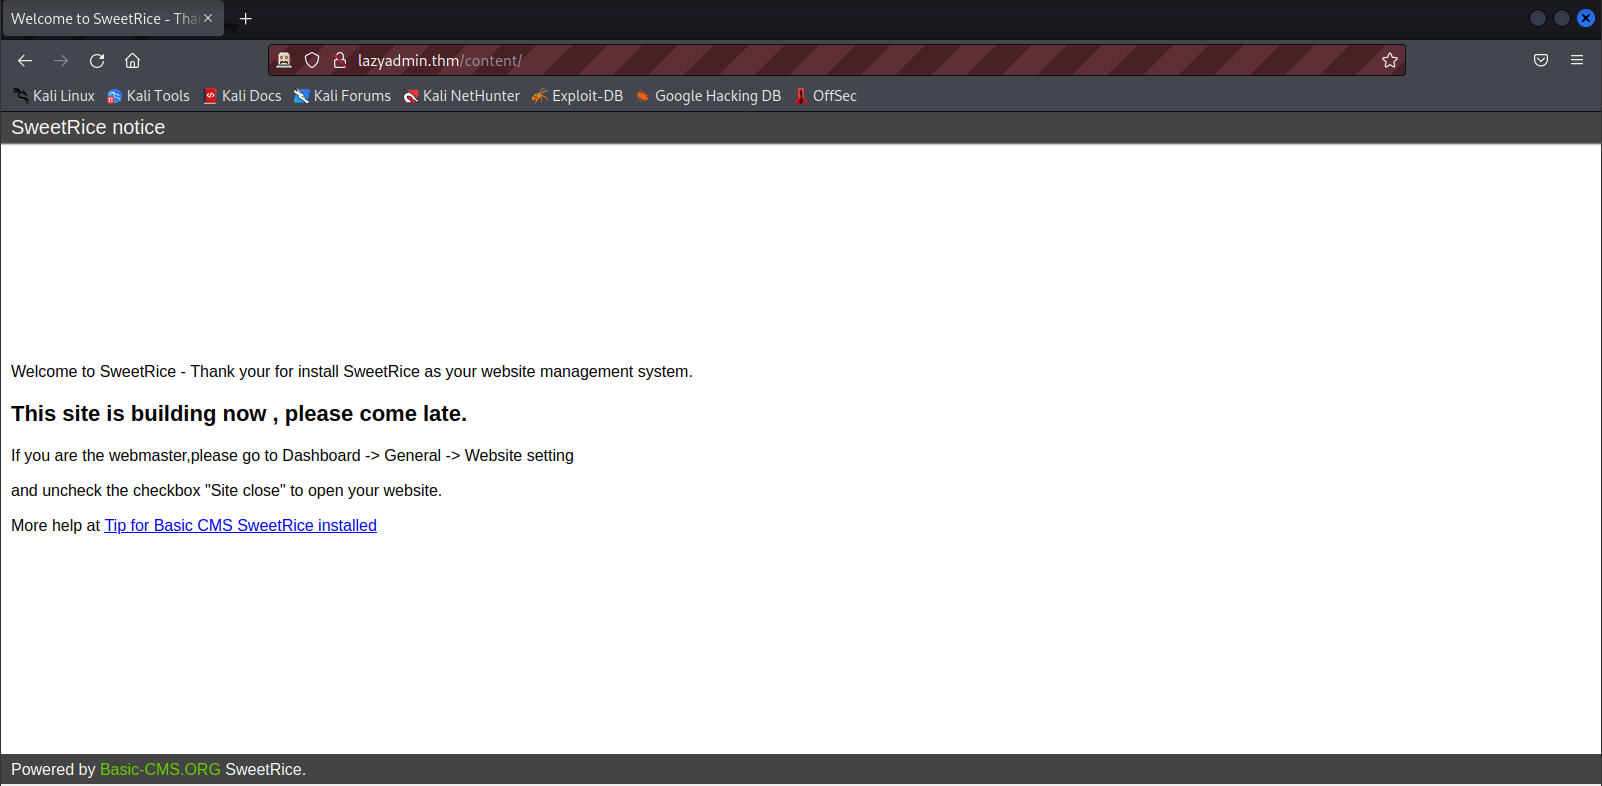 Welcome to SweetRice - Tha
lazyadmin.thm/content/
Kali Linux Kali Tools Kali Docs Kali Forums Kali NetHunter Exploit-DB Google Hacking DB OffSec
SweetRice notice
Welcome to SweetRice - Thank your for install SweetRice as your website management system.
This site is building now , please come late.
If you are the webmaster,please go to Dashboard -> General -> Website setting
and uncheck the checkbox "Site close" to open your website.
More help at Tip for Basic CMS SweetRice installed
Powered by Basic-CMS.ORG SweetRice.